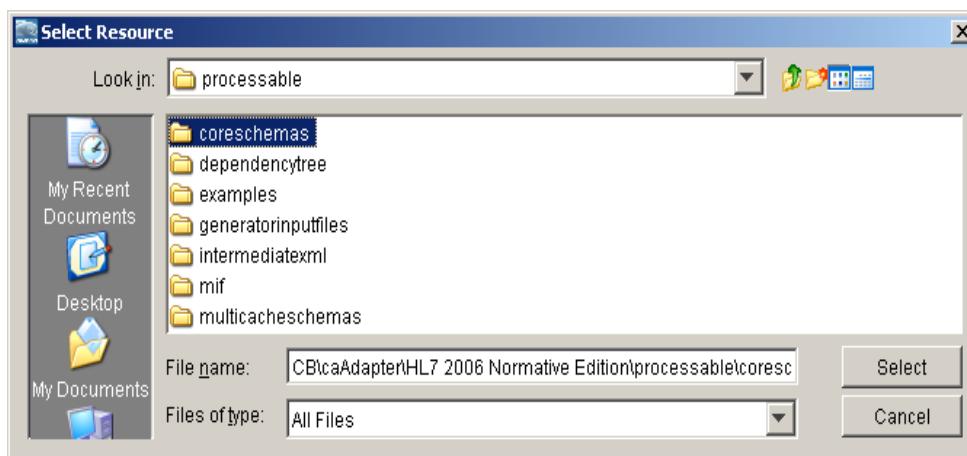 Select Resource
Look in: processable
My Recent
Documents
Desktop
My Documents
coreschemas
dependencytree
examples
generatorinputfiles
intermediatexml
mif
multicacheschemas
File name: CB\caAdapter\HL7 2006 Normative Edition\processable\coresc
Select
Files of type: All Files
Cancel